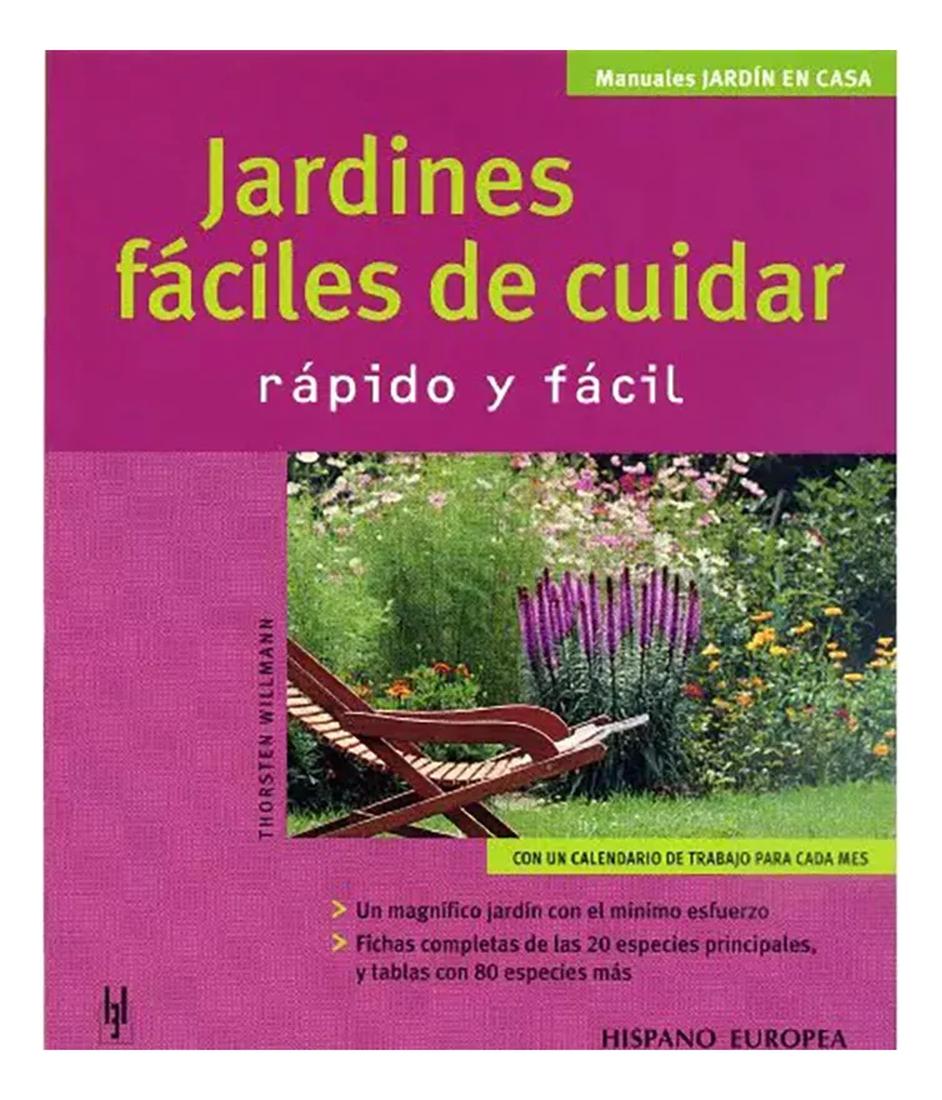 Manuales JARDÍN EN CASA
Jardines
fáciles de cuidar
rápido y fácil
THORSTEN WILLMANN
CON UN CALENDARIO DE TRABAJO PARA CADA MES
Un magnífico jardín con el mínimo esfuerzo
Fichas completas de las 20 especies principales,
y tablas con 80 especies más
HISPANO EUROPEA